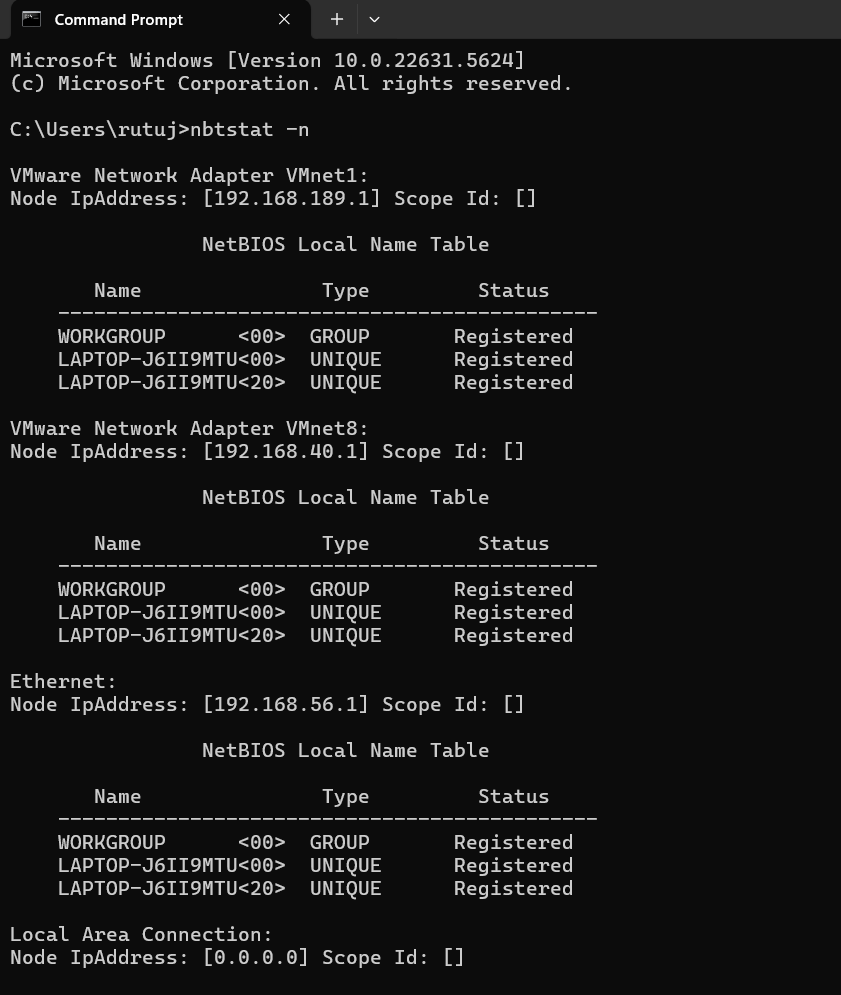 Command Prompt
Microsoft Windows [Version 10.0.22631.5624]
(c) Microsoft Corporation. All rights reserved.
C:\Users\rutuj>nbtstat -n
VMware Network Adapter VMnet1:
Node IpAddress: [192.168.189.1] Scope Id: []
NetBIOS Local Name Table
Name Type Status
---------------------------------------------
WORKGROUP <00> GROUP Registered
LAPTOP-J6II9MTU<00> UNIQUE Registered
LAPTOP-J6II9MTU<20> UNIQUE Registered
VMware Network Adapter VMnet8:
Node IpAddress: [192.168.40.1] Scope Id: []
NetBIOS Local Name Table
Name Type Status
---------------------------------------------
WORKGROUP <00> GROUP Registered
LAPTOP-J6II9MTU<00> UNIQUE Registered
LAPTOP-J6II9MTU<20> UNIQUE Registered
Ethernet:
Node IpAddress: [192.168.56.1] Scope Id: []
NetBIOS Local Name Table
Name Type Status
---------------------------------------------
WORKGROUP <00> GROUP Registered
LAPTOP-J6II9MTU<00> UNIQUE Registered
LAPTOP-J6II9MTU<20> UNIQUE Registered
Local Area Connection:
Node IpAddress: [0.0.0.0] Scope Id: []